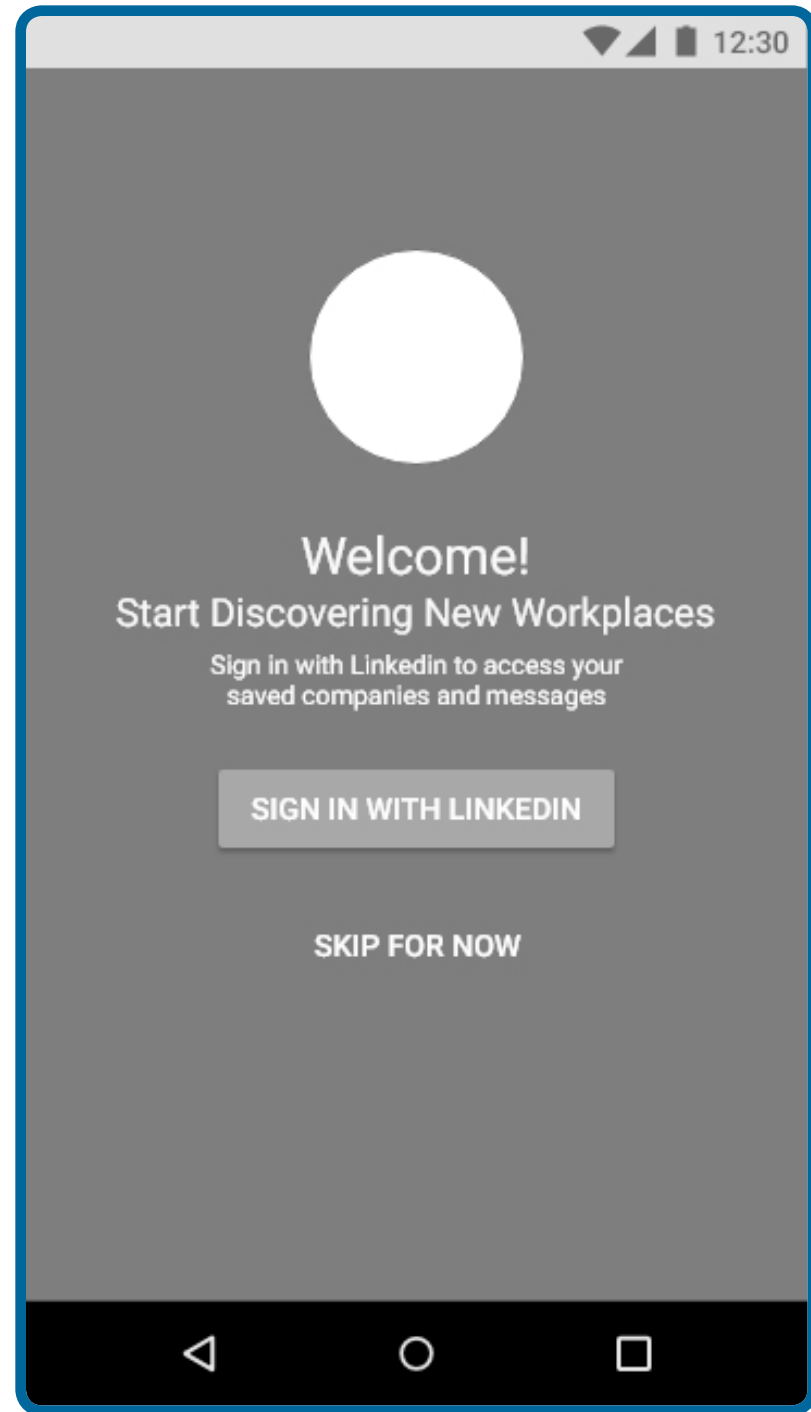 12:30
Welcome!
Start Discovering New Workplaces
Sign in with Linkedin to access your
saved companies and messages
SIGN IN WITH LINKEDIN
SKIP FOR NOW